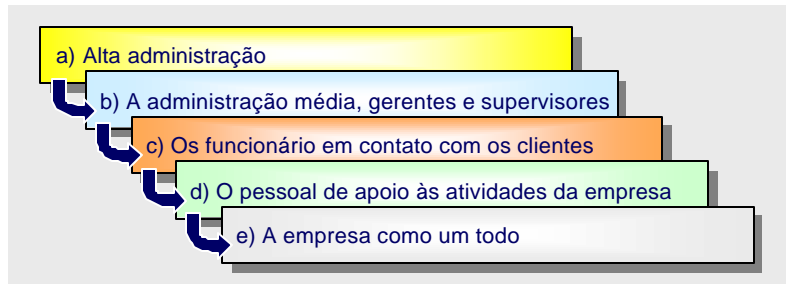 a) Alta administração
b) A administração média, gerentes e supervisores
c) Os funcionário em contato com os clientes
d) O pessoal de apoio às atividades da empresa
e) A empresa como um todo